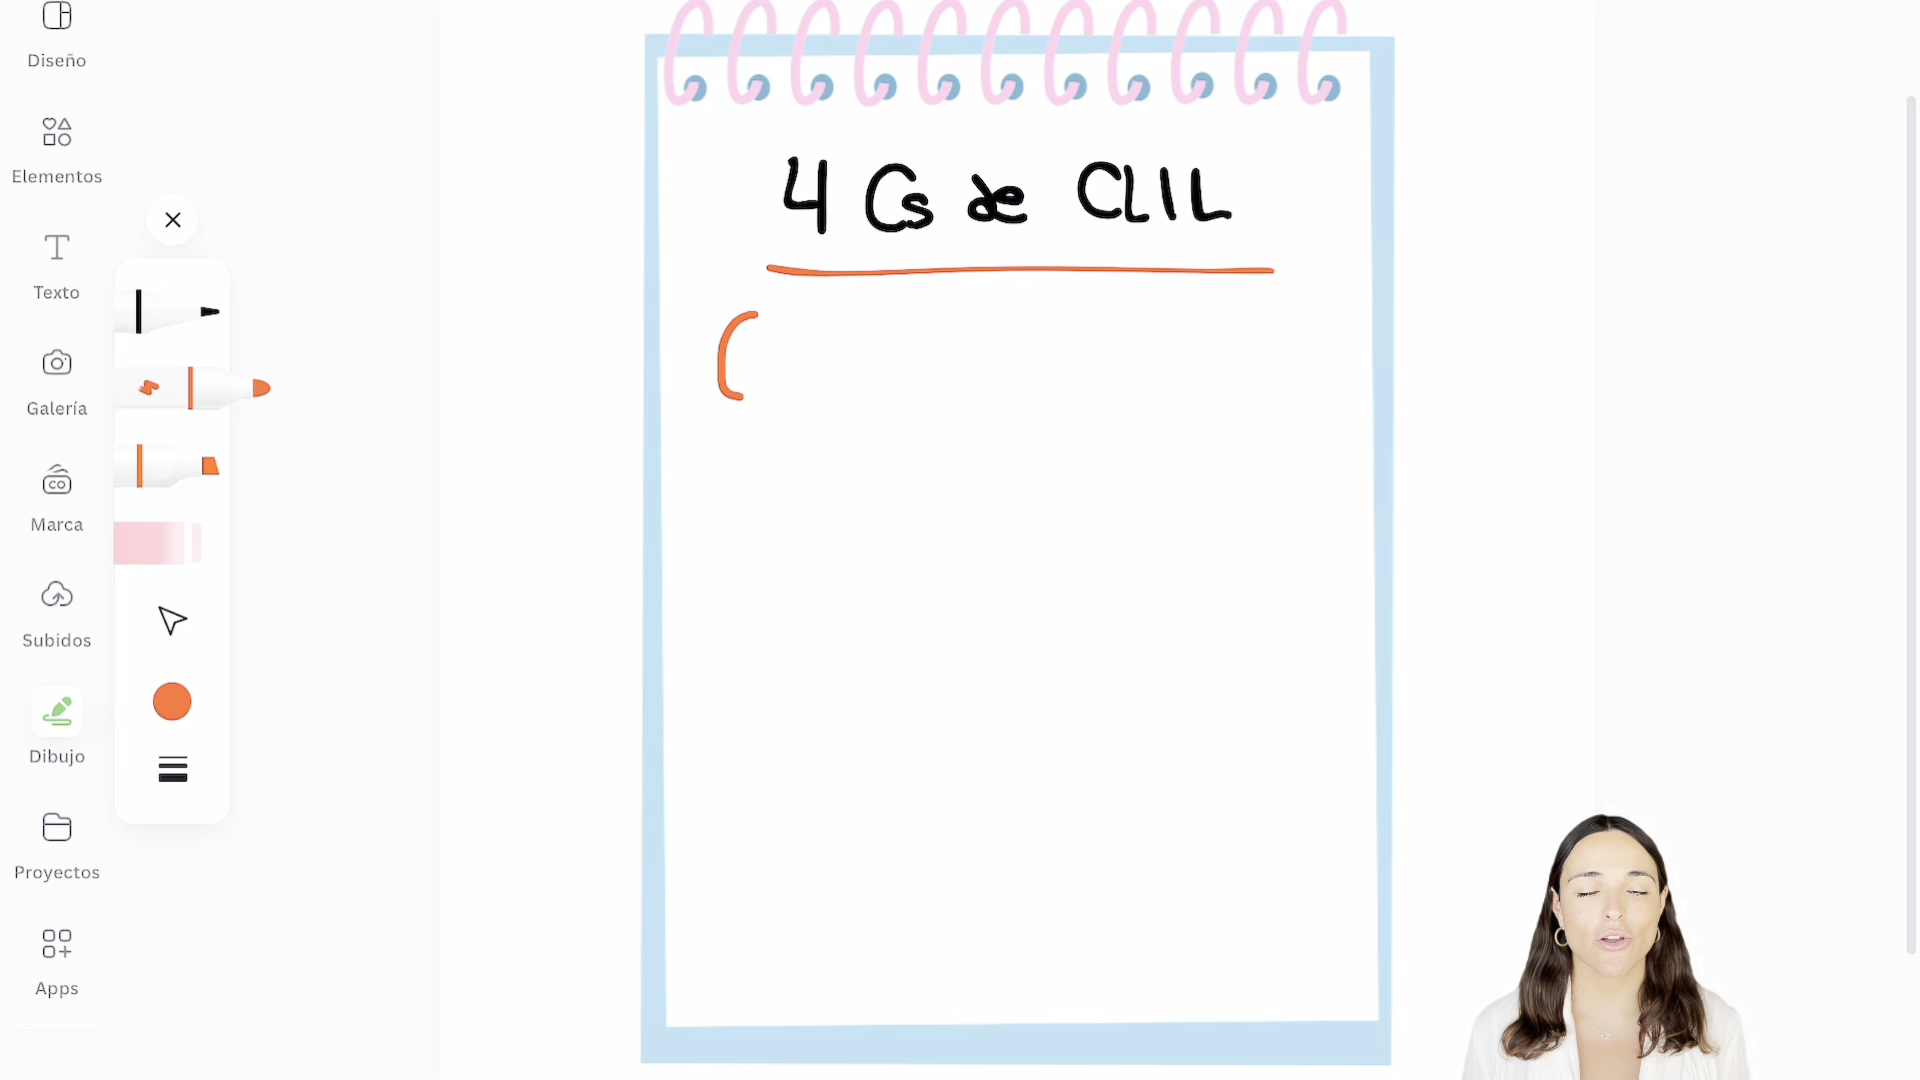 Diseño
Elementos
Texto
Galería
Marca
Subidos
Dibujo
Proyectos
Apps
4 Cs de CLIL
C